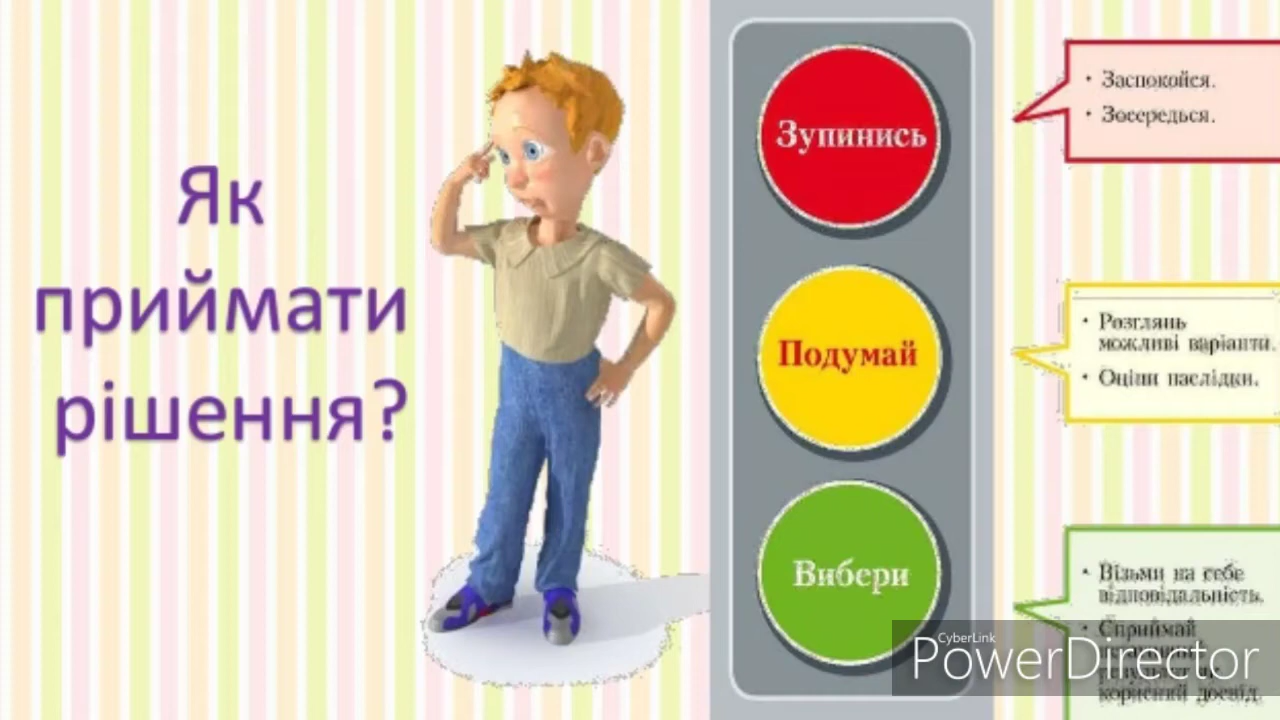 Як
приймати
рішення?
Зупинись
• Заспокойся.
• Зосередься.
Подумай
• Розглянь
можливі варіанти.
• Оціни наслідки.
Вибери
• Візьми на себе
відповідальність.
• Сприймай
корисний досвід.
CyberLink
PowerDirector